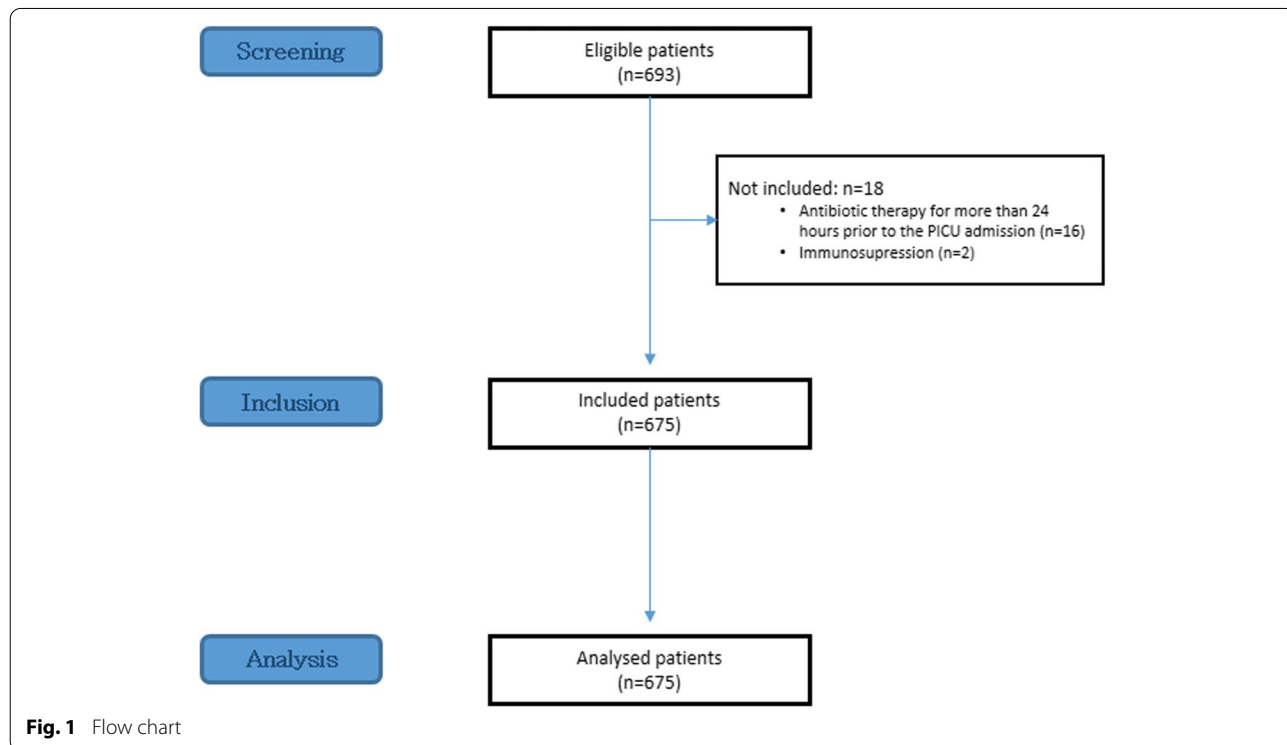 Screening
Eligible patients
(n=693)
Not included: n=18
• Antibiotic therapy for more than 24
hours prior to the PICU admission (n=16)
• Immunosupression (n=2)
Inclusion
Included patients
(n=675)
Analysis
Analysed patients
(n=675)
Fig. 1 Flow chart